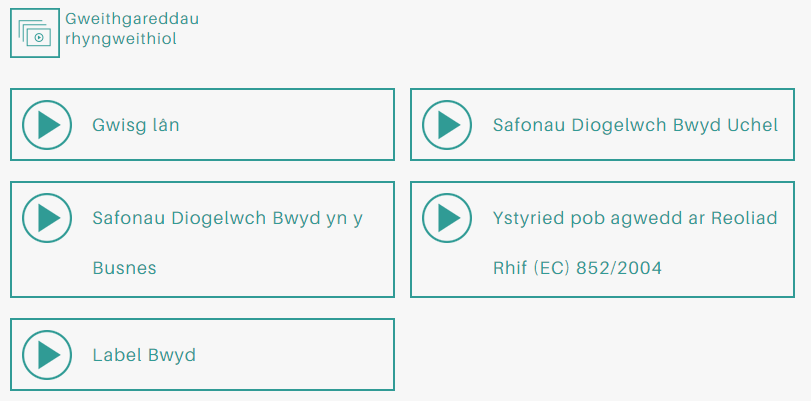 Gweithgareddau
rhyngweithiol
Gwisg lân
Safonau Diogelwch Bwyd Uchel
Safonau Diogelwch Bwyd yn y
Busnes
Ystyried pob agwedd ar Reoliad
Rhif (EC) 852/2004
Label Bwyd